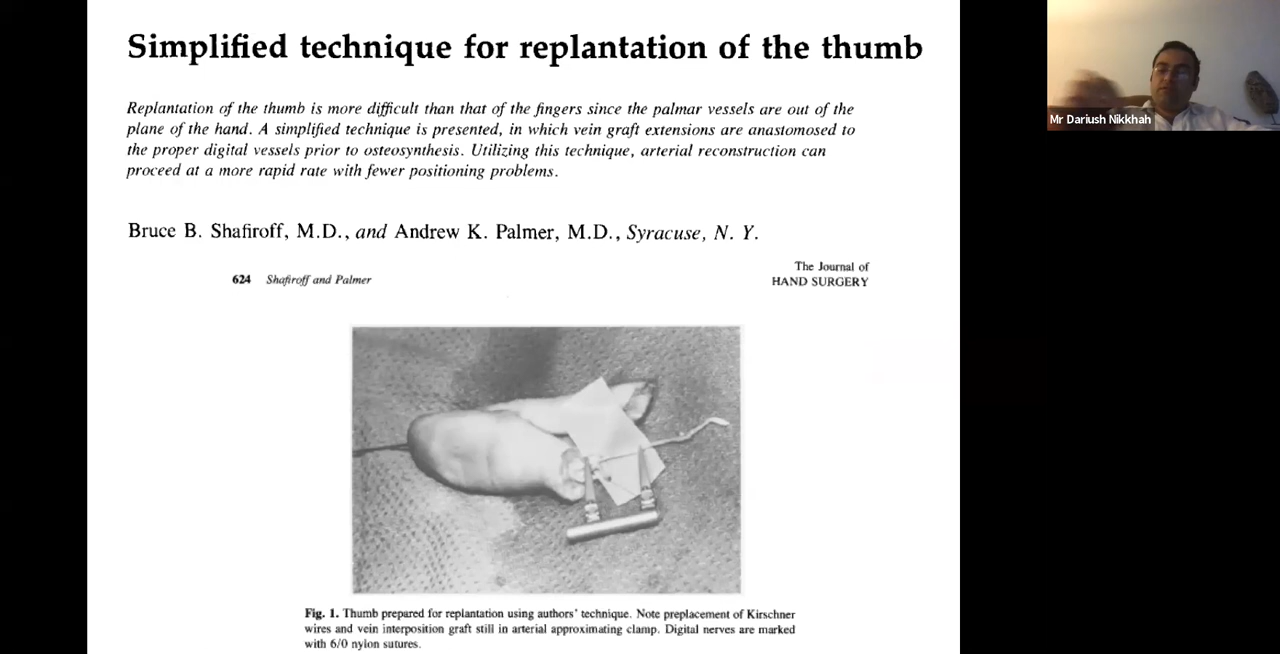 Simplified technique for replantation of the thumb
Replantation of the thumb is more difficult than that of the fingers since the palmar vessels are out of the
plane of the hand. A simplified technique is presented, in which vein graft extensions are anastomosed to
the proper digital vessels prior to osteosynthesis. Utilizing this technique, arterial reconstruction can
proceed at a more rapid rate with fewer positioning problems.
Bruce B. Shafiroff, M.D., and Andrew K. Palmer, M.D., Syracuse, N. Y.
624 Shafiroff and Palmer
The Journal of
HAND SURGERY
Fig. 1. Thumb prepared for replantation using authors' technique. Note preplacement of Kirschner
wires and vein interposition graft still in arterial approximating clamp. Digital nerves are marked
with 6/0 nylon sutures.
Mr Dariush Nikkhah